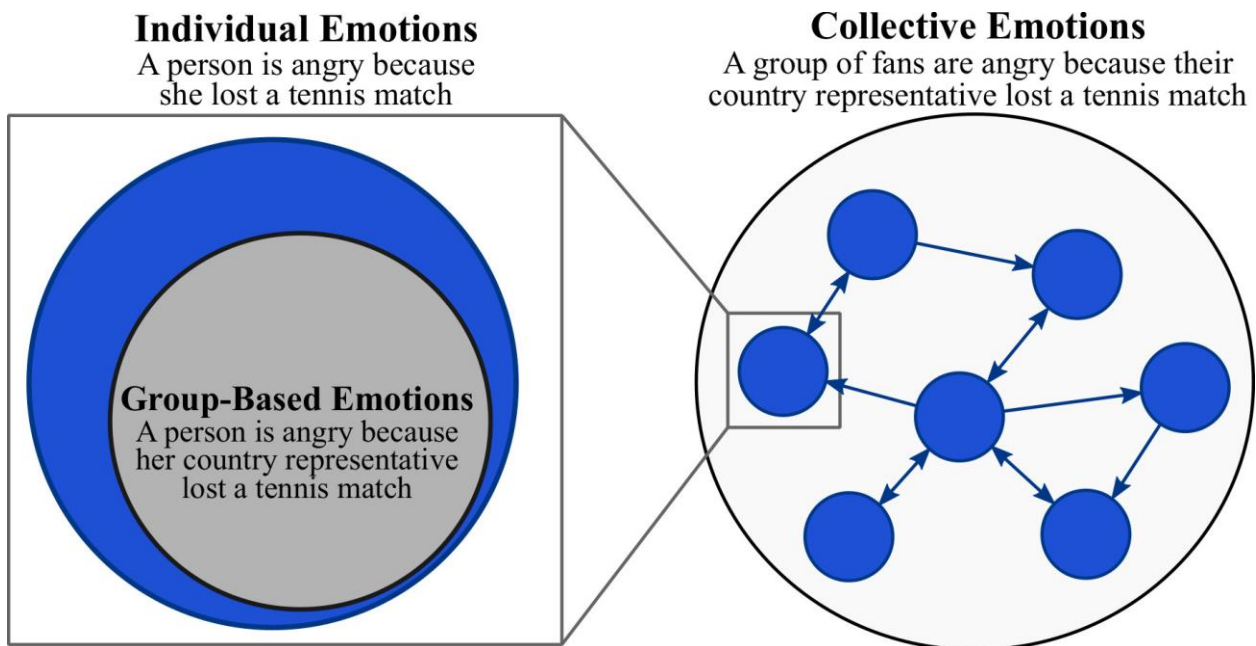 Individual Emotions
A person is angry because
she lost a tennis match
Group-Based Emotions
A person is angry because
her country representative
lost a tennis match
Collective Emotions
A group of fans are angry because their
country representative lost a tennis match